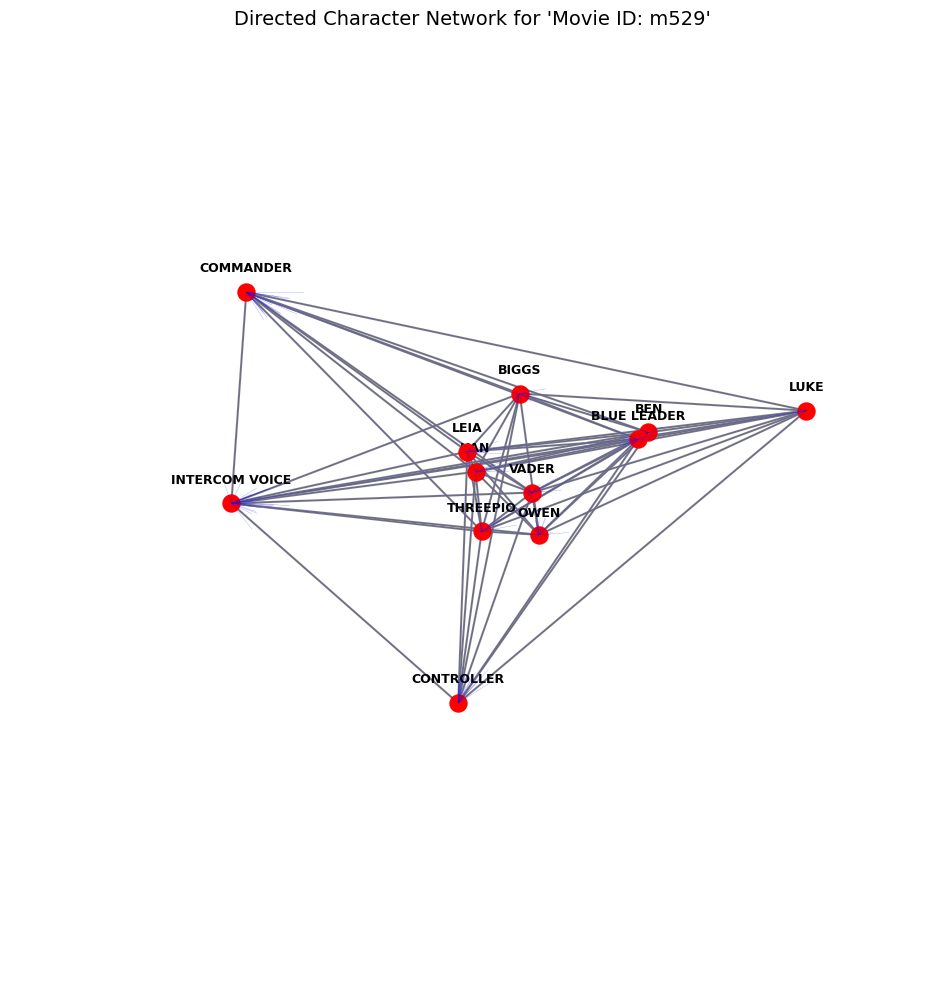 Directed Character Network for 'Movie ID: m529'
COMMANDER
BIGGS
LUKE
BEN
BLUE LEADER
LEIA
VADER
INTERCOM VOICE
THREEPIO
OWEN
CONTROLLER